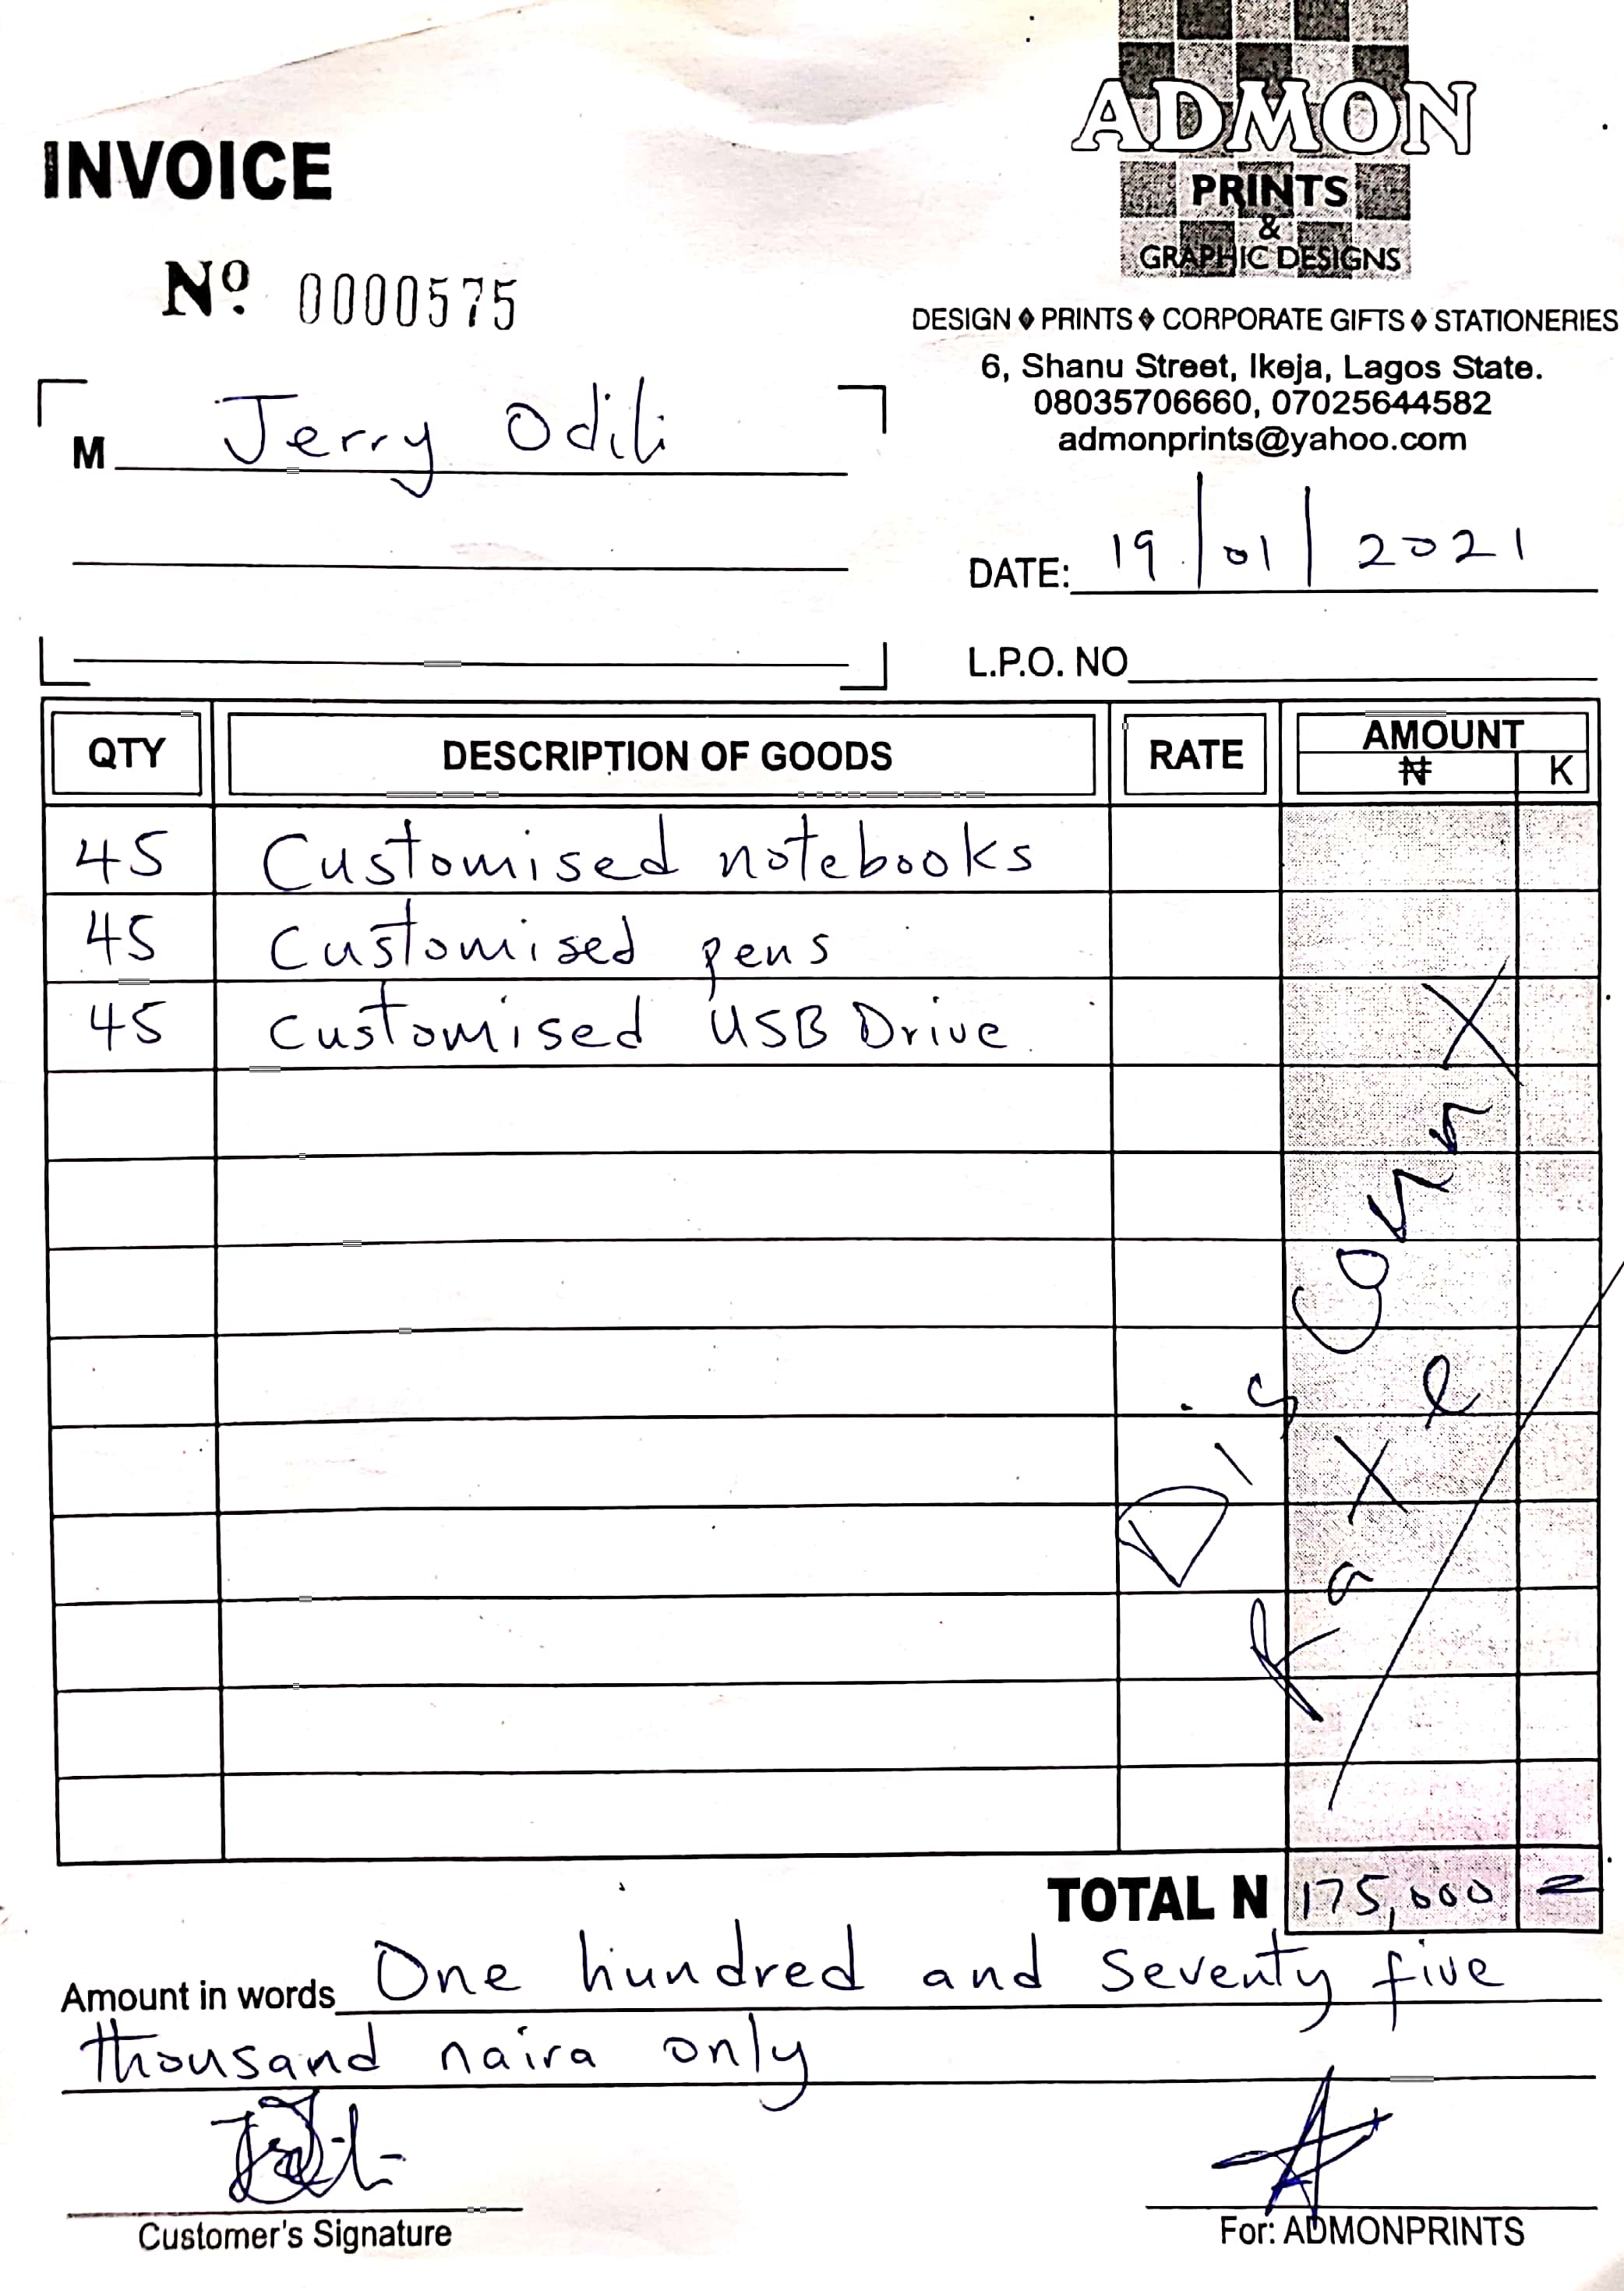 ADMON
PRINTS
&
GRAPHIC DESIGNS
INVOICE
Nº. 0000575
DESIGN ◊ PRINTS ◊ CORPORATE GIFTS ◊ STATIONERIES
6, Shanu Street, Ikeja, Lagos State.
08035706660, 07025644582
admonprints@yahoo.com
M Jerry Odili
DATE: 19/01/2021
L.P.O. NO
QTY DESCRIPTION OF GOODS RATE AMOUNT
₦ K
45 Customised notebooks
45 Customised pens
45 Customised USB Drive
Rate
TOTAL N 175,000 =
Amount in words One hundred and seventy five
thousand naira only
Customer's Signature
For: ADMONPRINTS